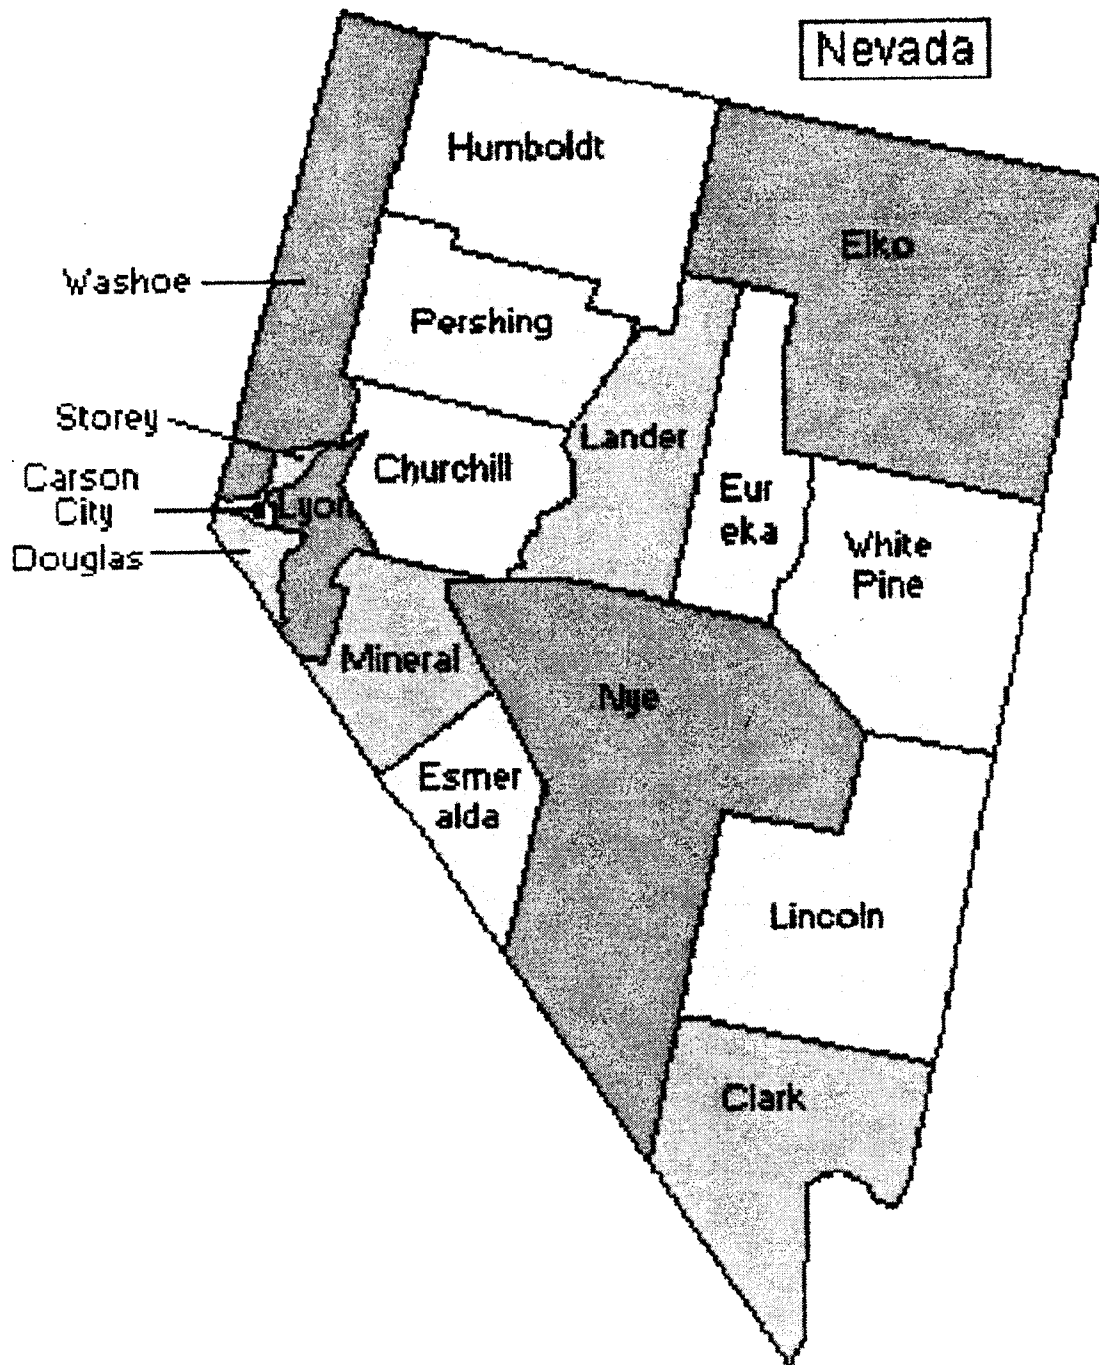 Nevada
Humboldt
Elko
Washoe
Pershing
Storey
Lander
Churchill
Carson
City
Lyon
Eur
eka
White
Pine
Douglas
Mineral
Nye
Esmer
alda
Lincoln
Clark